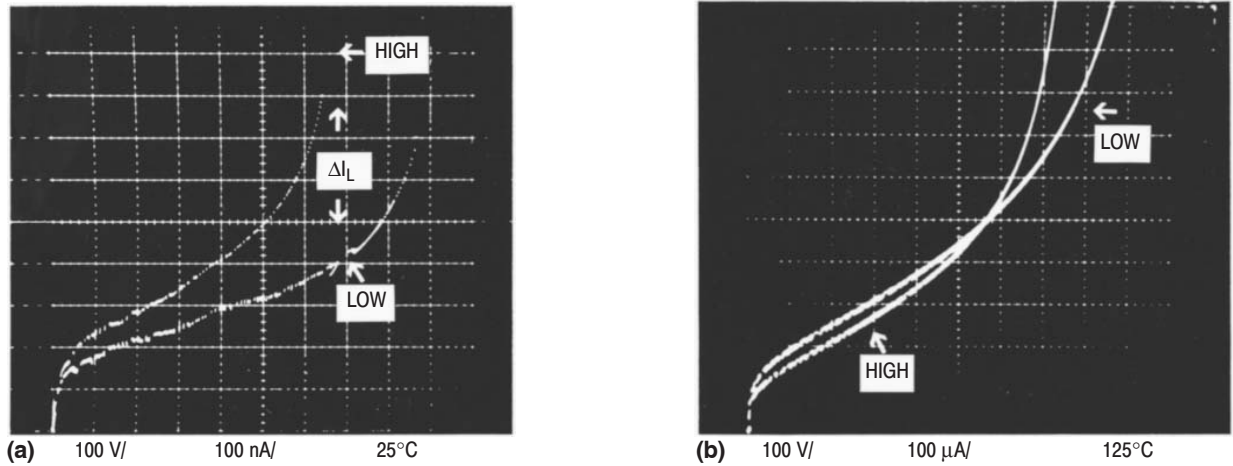 HIGH
ΔIL
LOW
(a) 100 V/ 100 nA/ 25°C
LOW
HIGH
(b) 100 V/ 100 μA/ 125°C